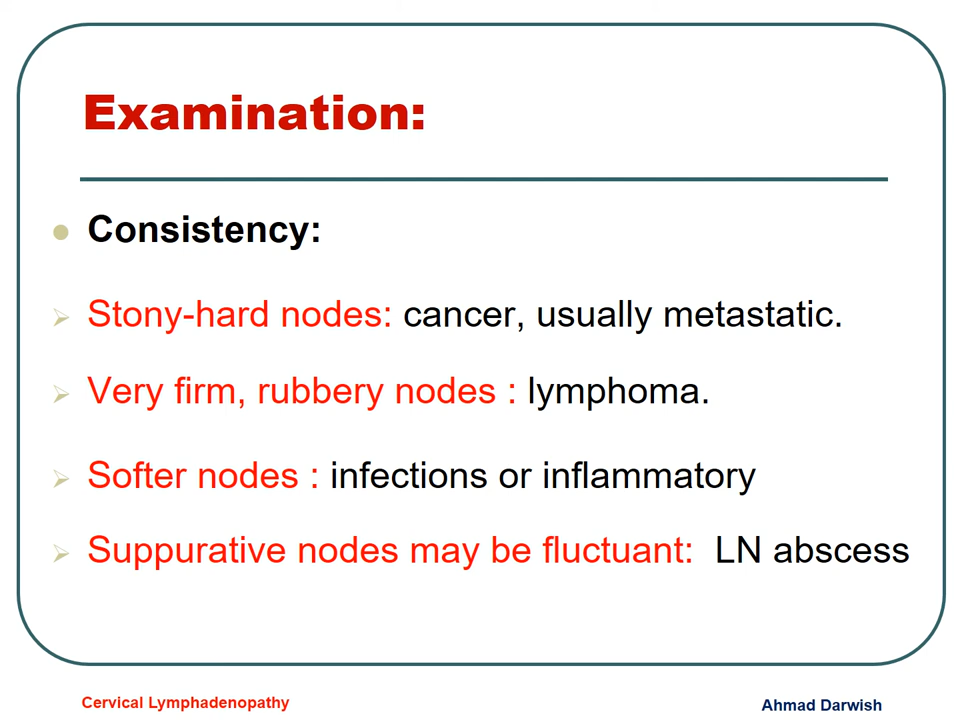 Examination:
Consistency:
Stony-hard nodes: cancer, usually metastatic.
Very firm, rubbery nodes : lymphoma.
Softer nodes : infections or inflammatory
Suppurative nodes may be fluctuant: LN abscess
Cervical Lymphadenopathy
Ahmad Darwish